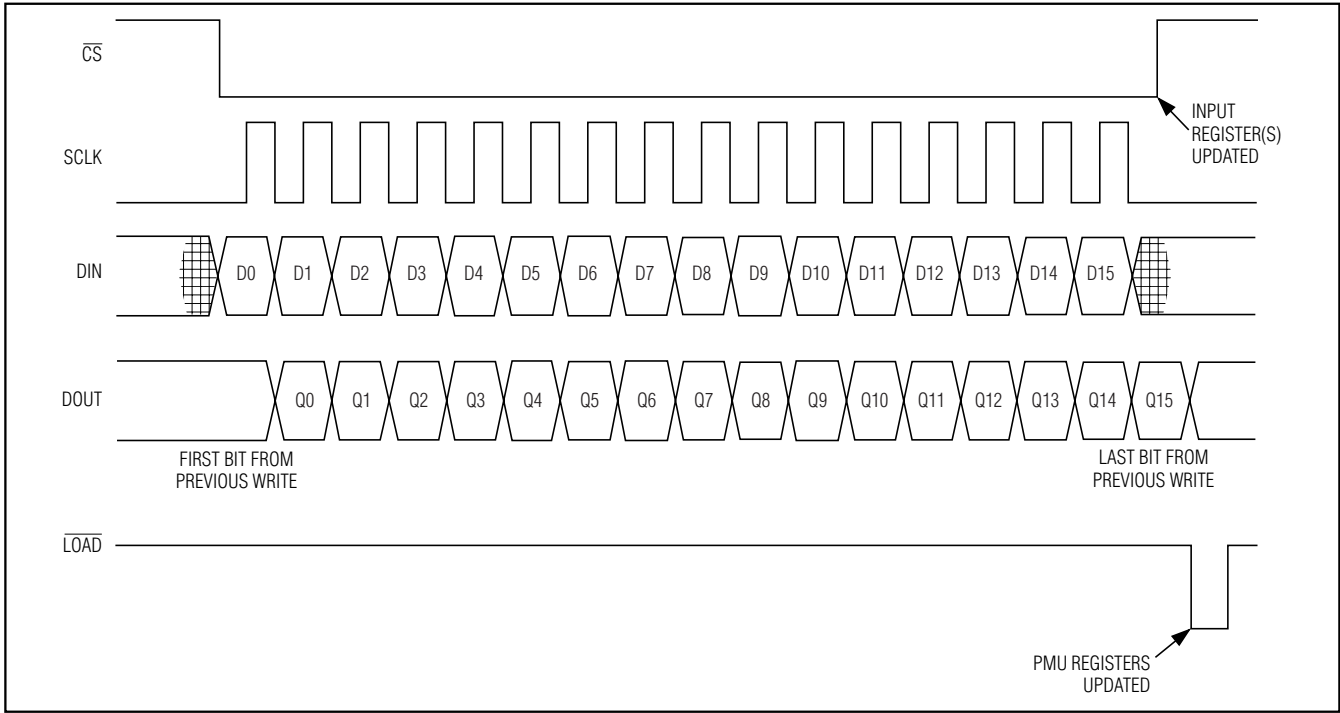 CS
INPUT
REGISTER(S)
UPDATED
SCLK
DIN D0 D1 D2 D3 D4 D5 D6 D7 D8 D9 D10 D11 D12 D13 D14 D15
DOUT Q0 Q1 Q2 Q3 Q4 Q5 Q6 Q7 Q8 Q9 Q10 Q11 Q12 Q13 Q14 Q15
FIRST BIT FROM
PREVIOUS WRITE
LAST BIT FROM
PREVIOUS WRITE
LOAD
PMU REGISTERS
UPDATED